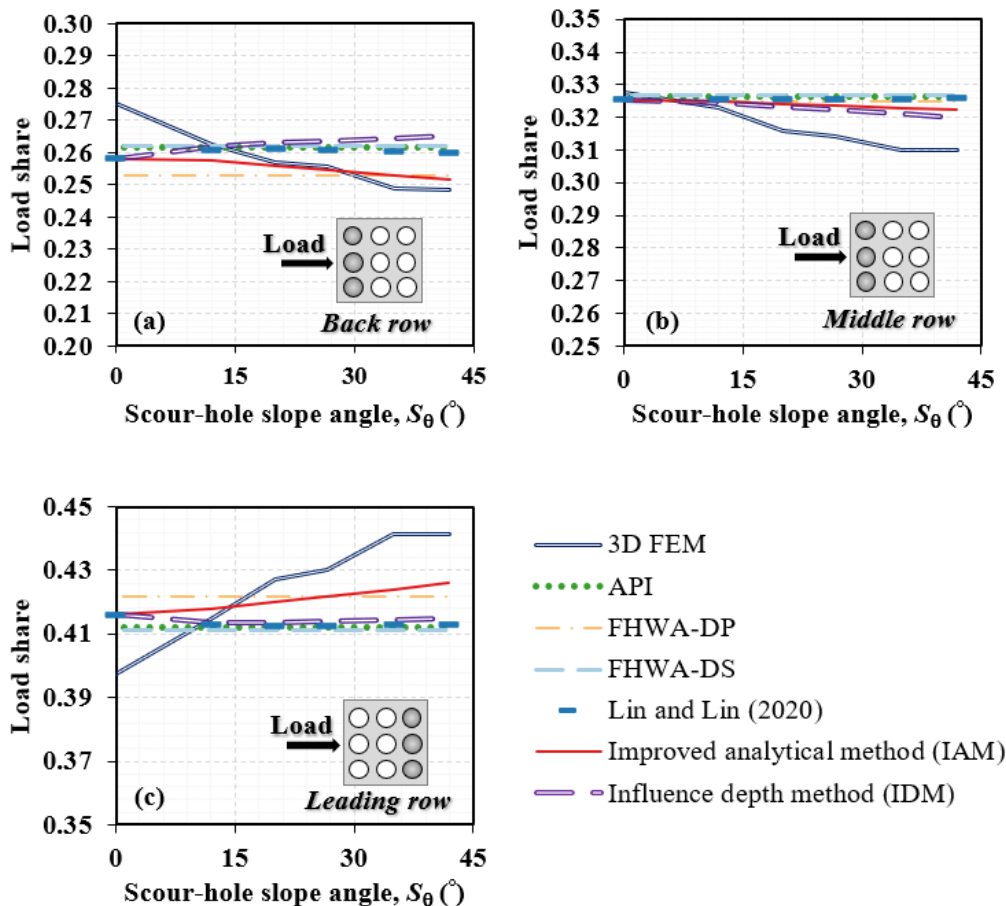 0.30
0.29
0.28
0.27
0.26
0.25
0.24
0.23
0.22
0.21
0.20
Load share
Load
(a)
Back row
0 15 30 45
Scour-hole slope angle, Sθ (°)
0.35
0.34
0.33
0.32
0.31
0.30
0.29
0.28
0.27
0.26
0.25
Load share
Load
(b)
Middle row
0 15 30 45
Scour-hole slope angle, Sθ (°)
0.45
0.43
0.41
0.39
0.37
0.35
Load share
Load
(c)
Leading row
0 15 30 45
Scour-hole slope angle, Sθ (°)
3D FEM
API
FHWA-DP
FHWA-DS
Lin and Lin (2020)
Improved analytical method (IAM)
Influence depth method (IDM)